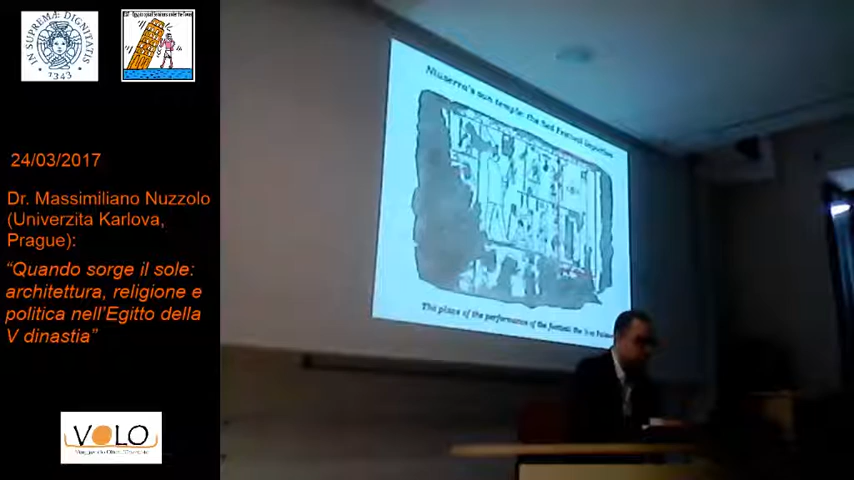 IN SUPREMÆ DIGNITATIS
1343
24/03/2017
Dr. Massimiliano Nuzzolo
(Univerzita Karlova,
Prague):
“Quando sorge il sole:
architettura, religione e
politica nell’Egitto della
V dinastia”
VOLO
Niuserra's sun temple: the Sed Festival
The place of the performance of the festival: the